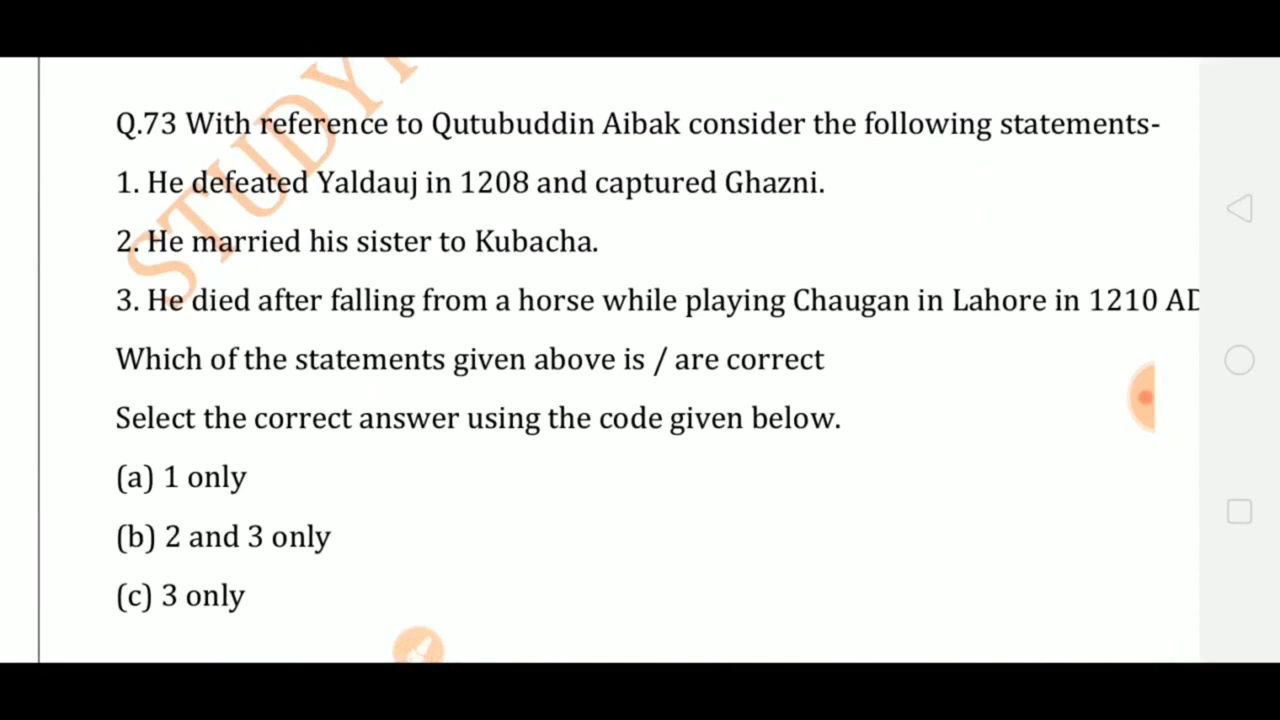 Q.73 With reference to Qutubuddin Aibak consider the following statements-
1. He defeated Yaldauj in 1208 and captured Ghazni.
2. He married his sister to Kubacha.
3. He died after falling from a horse while playing Chaugan in Lahore in 1210 AD
Which of the statements given above is / are correct
Select the correct answer using the code given below.
(a) 1 only
(b) 2 and 3 only
(c) 3 only
STUDY